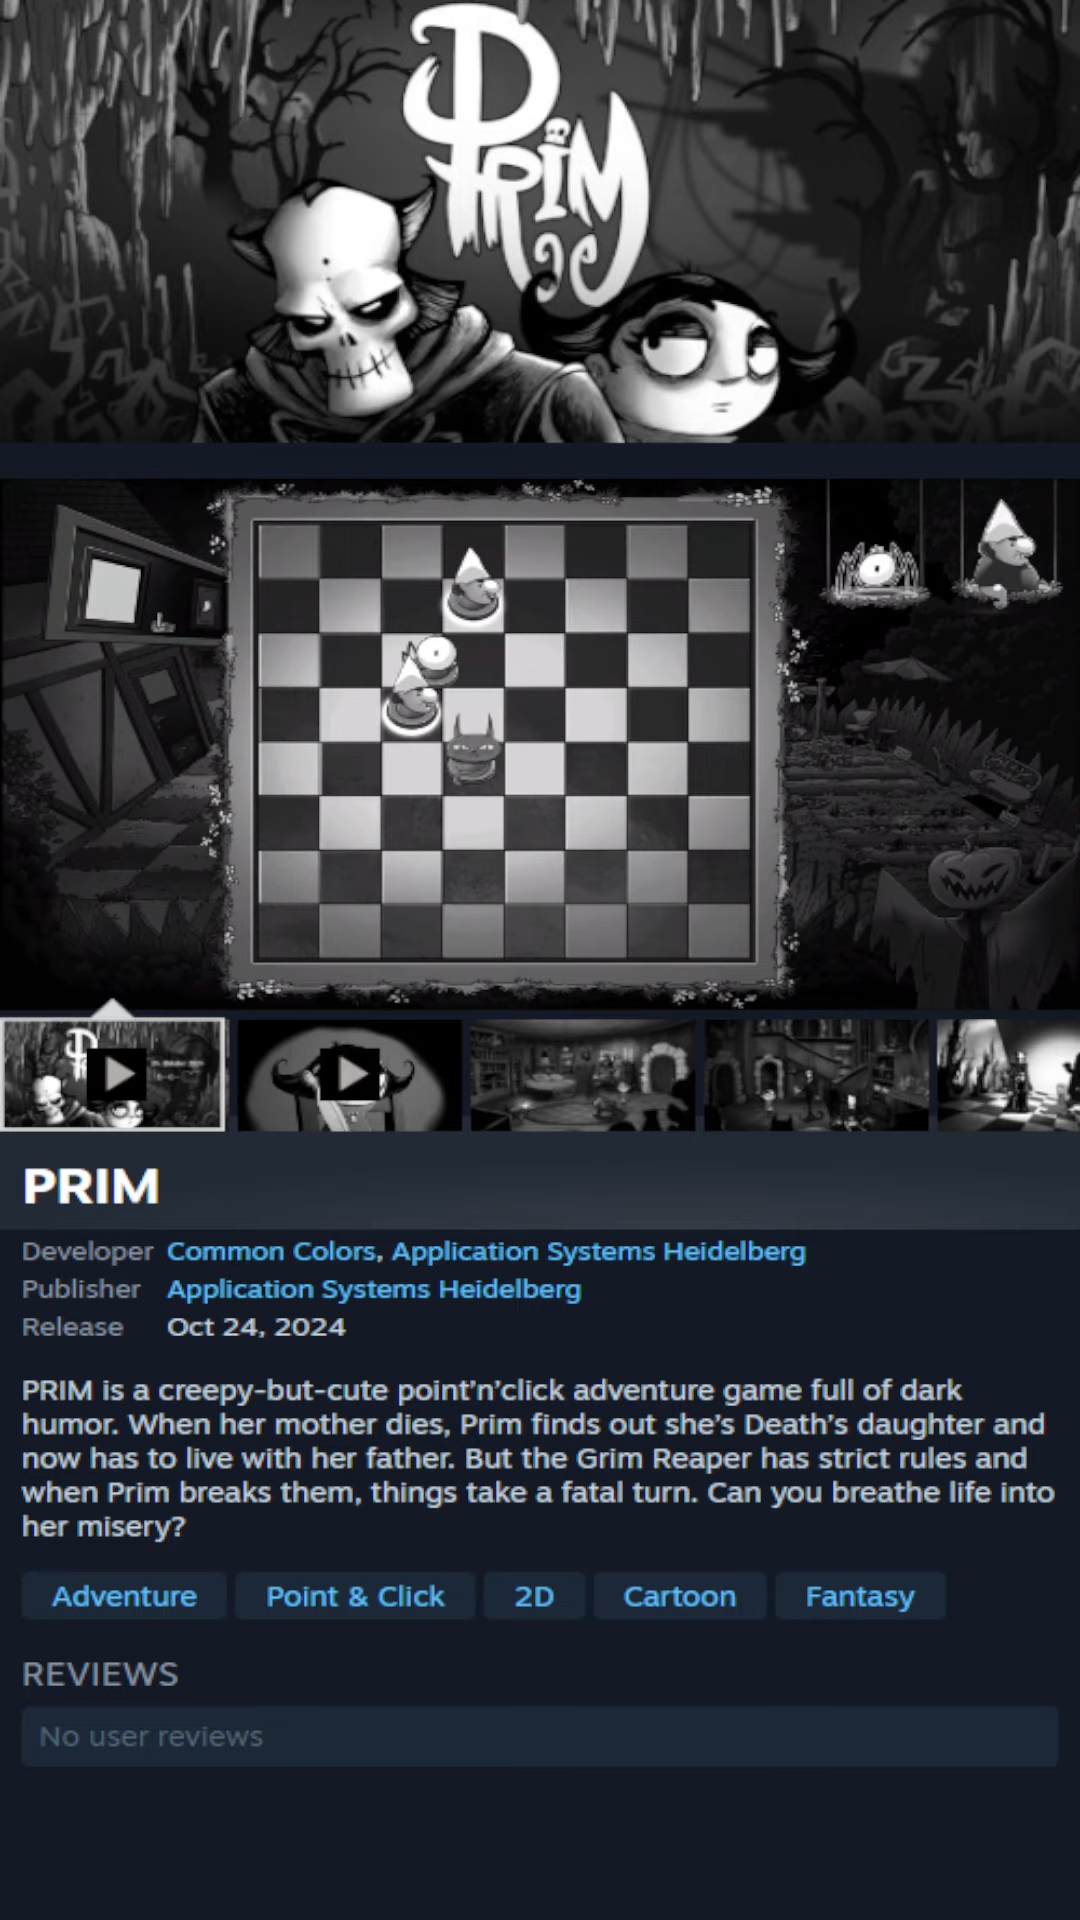 PRIM
PRIM
Developer Common Colors, Application Systems Heidelberg
Publisher Application Systems Heidelberg
Release Oct 24, 2024
PRIM is a creepy-but-cute point’n’click adventure game full of dark
humor. When her mother dies, Prim finds out she’s Death’s daughter and
now has to live with her father. But the Grim Reaper has strict rules and
when Prim breaks them, things take a fatal turn. Can you breathe life into
her misery?
Adventure Point & Click 2D Cartoon Fantasy
REVIEWS
No user reviews